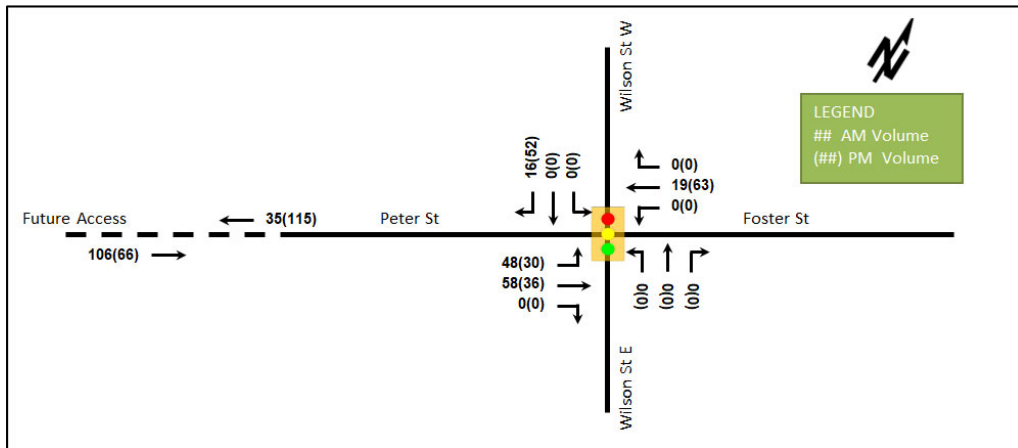 Wilson St W
LEGEND
## AM Volume
(##) PM Volume
16(52)
0(0)
0(0)
0(0)
19(63)
0(0)
Future Access
35(115)
Peter St
Foster St
106(66)
48(30)
58(36)
0(0)
0(0)
0(0)
0(0)
Wilson St E